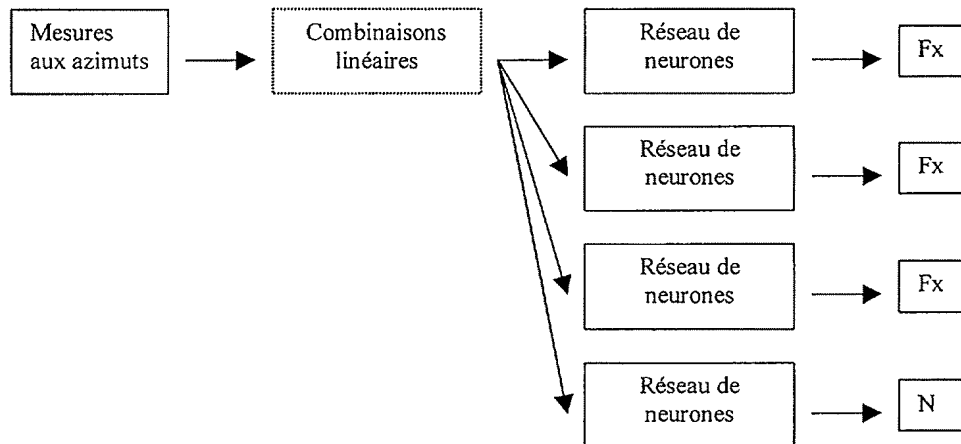 Mesures
aux azimuts
Combinaisons
linéaires
Réseau de
neurones
Fx
Réseau de
neurones
Fx
Réseau de
neurones
Fx
Réseau de
neurones
N